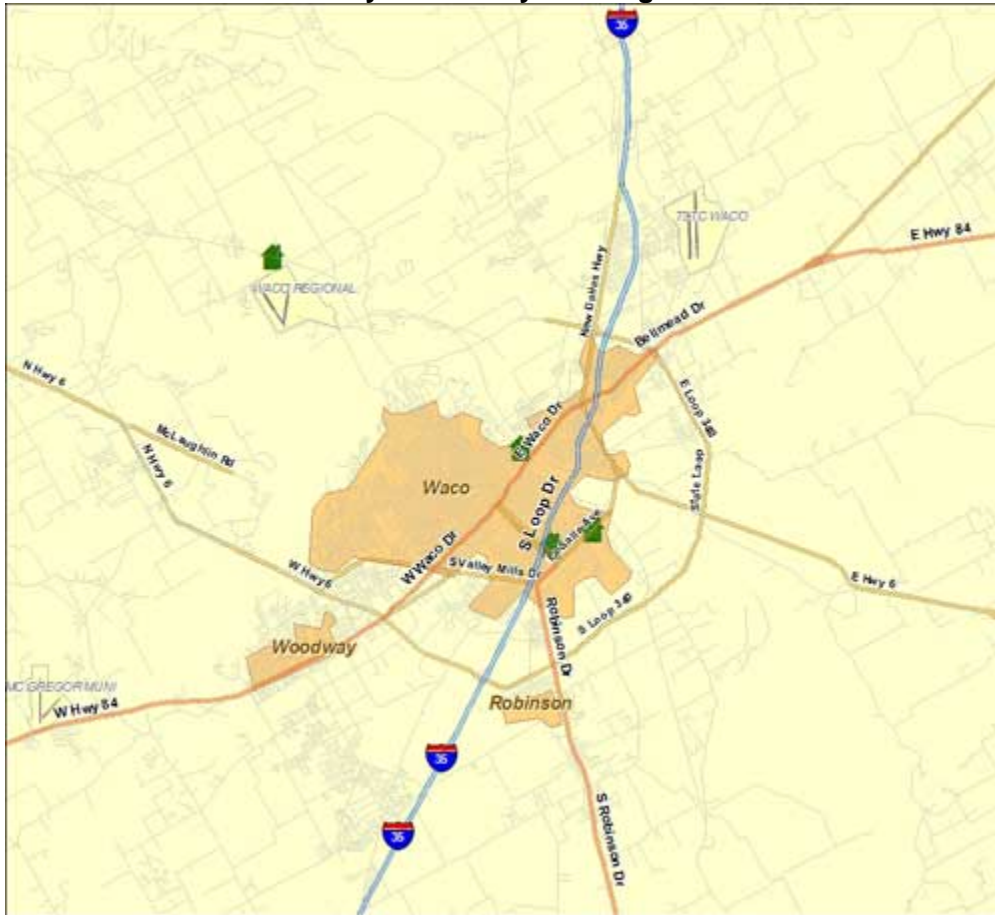 35
TSTC WACO
E Hwy 84
WACO REGIONAL
New Dallas Hwy
Bellmead Dr
N Hwy 6
McLaughlin Rd
N Hwy 6
E Loop 340
E Waco Dr
Waco
State Loop
S Loop Dr
LaSalle Ave
W Waco Dr
S Valley Mills Dr
W Hwy 6
E Hwy 6
S Loop 340
Robinson Dr
Woodway
MC GREGOR MUNI
W Hwy 84
Robinson
35
S Robinson Dr
35